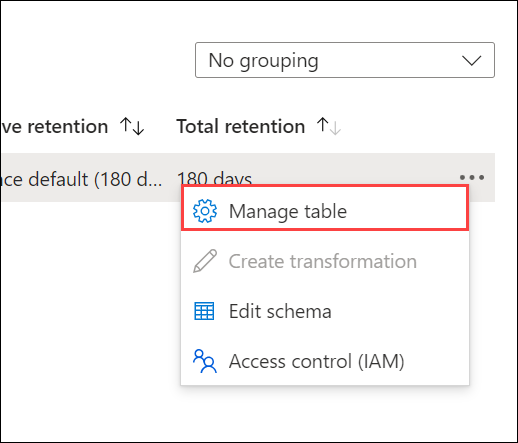 No grouping
ve retention Total retention
ce default (180 d... 180 days
Manage table
Create transformation
Edit schema
Access control (IAM)